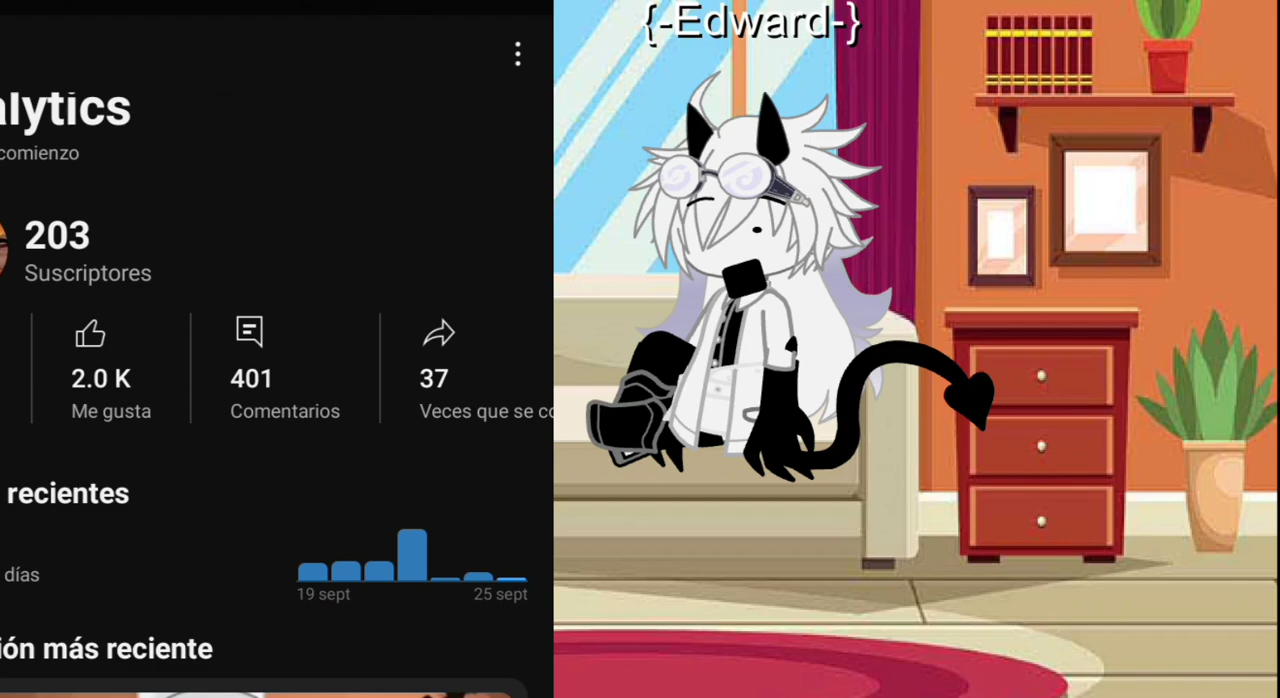 alytics
comienzo
203
Suscriptores
2.0 K
Me gusta
401
Comentarios
37
Veces que se co
recientes
días
19 sept
25 sept
ión más reciente
{-Edward-}